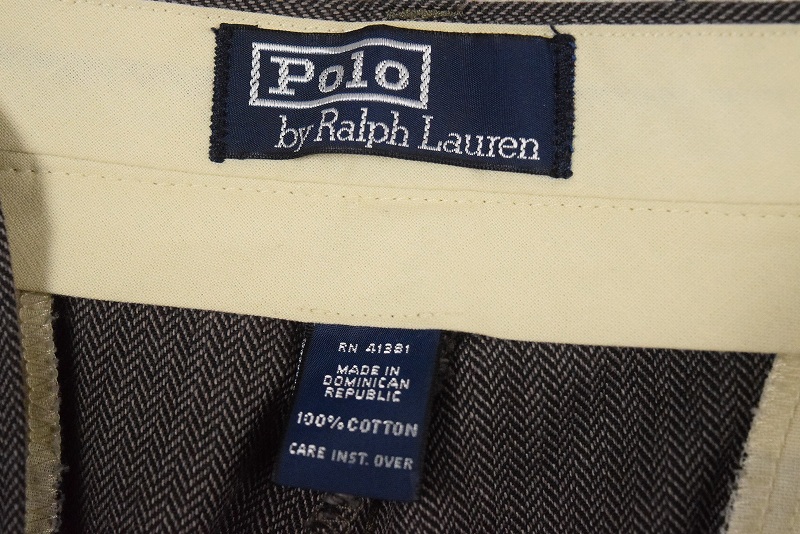 Polo
by Ralph Lauren
RN 41381
MADE IN
DOMINICAN
REPUBLIC
100% COTTON
CARE INST. OVER